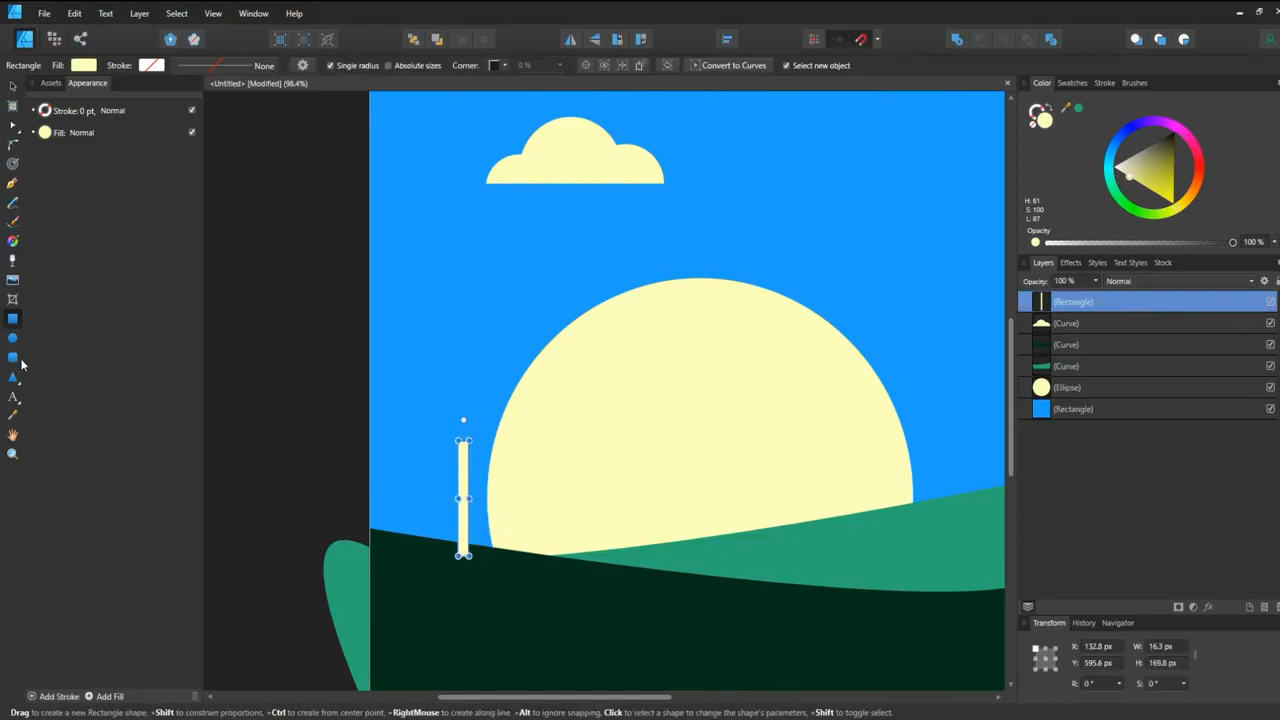 File Edit Text Layer Select View Window Help
Rectangle Fill: Stroke: None Single radius Absolute sizes Corner: 0 % Convert to Curves Select new object
Assets Appearance
<Untitled> [Modified] (98.4%)
Color Swatches Stroke Brushes
Stroke: 0 pt, Normal
Fill: Normal
H: 61
S: 100
L: 87
Opacity
100 %
Layers Effects Styles Text Styles Stock
Opacity: 100 % Normal
(Rectangle)
(Curve)
(Curve)
(Curve)
(Ellipse)
(Rectangle)
Transform History Navigator
X: 132.8 px W: 16.3 px
Y: 595.6 px H: 169.8 px
R: 0 ° S: 0 °
Add Stroke Add Fill
Drag to create a new Rectangle shape. +Shift to constrain proportions, +Ctrl to create from center point, +RightMouse to create along line. +Alt to ignore snapping, Click to select a shape to change the shape's parameters, +Shift to toggle select.